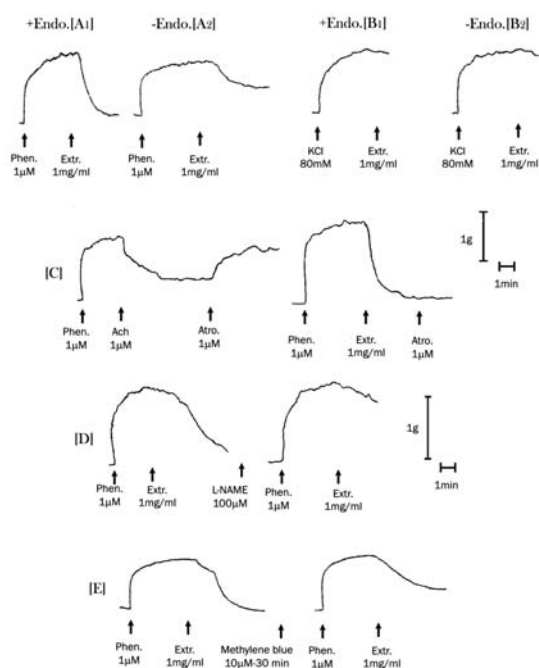 +Endo.[A1] -Endo.[A2] +Endo.[B1] -Endo.[B2]
Phen. Extr. Phen. Extr. KCl Extr. KCl Extr.
1μM 1mg/ml 1μM 1mg/ml 80mM 1mg/ml 80mM 1mg/ml
1g
[C]
1min
Phen. Ach Atro. Phen. Extr. Atro.
1μM 1μM 1μM 1μM 1mg/ml 1μM
[D]
1g
1min
Phen. Extr. L-NAME Phen. Extr.
1μM 1mg/ml 100μM 1μM 1mg/ml
[E]
Phen. Extr. Methylene blue Phen. Extr.
1μM 1mg/ml 10μM-30 min 1μM 1mg/ml